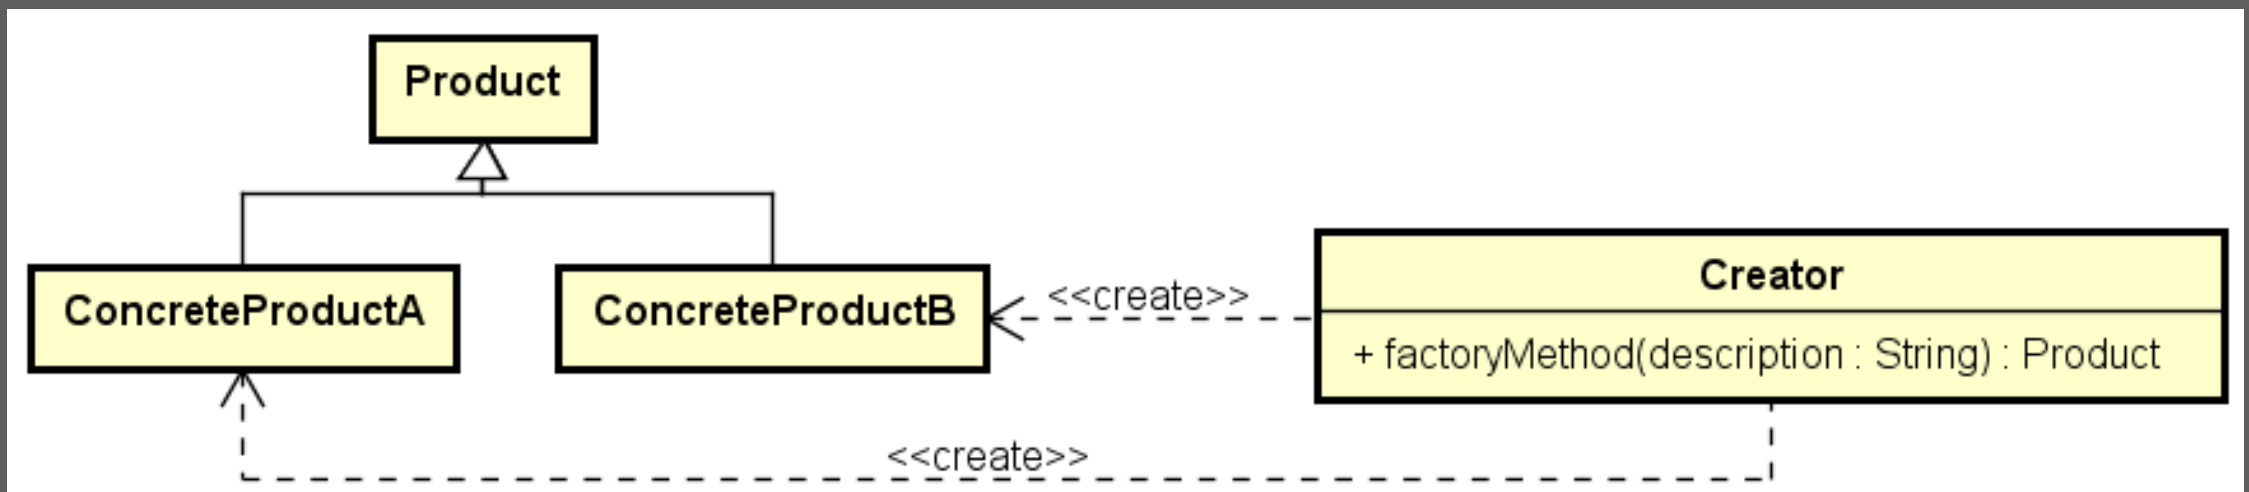 Product
ConcreteProductA
ConcreteProductB
<<create>>
Creator
+ factoryMethod(description : String) : Product
<<create>>